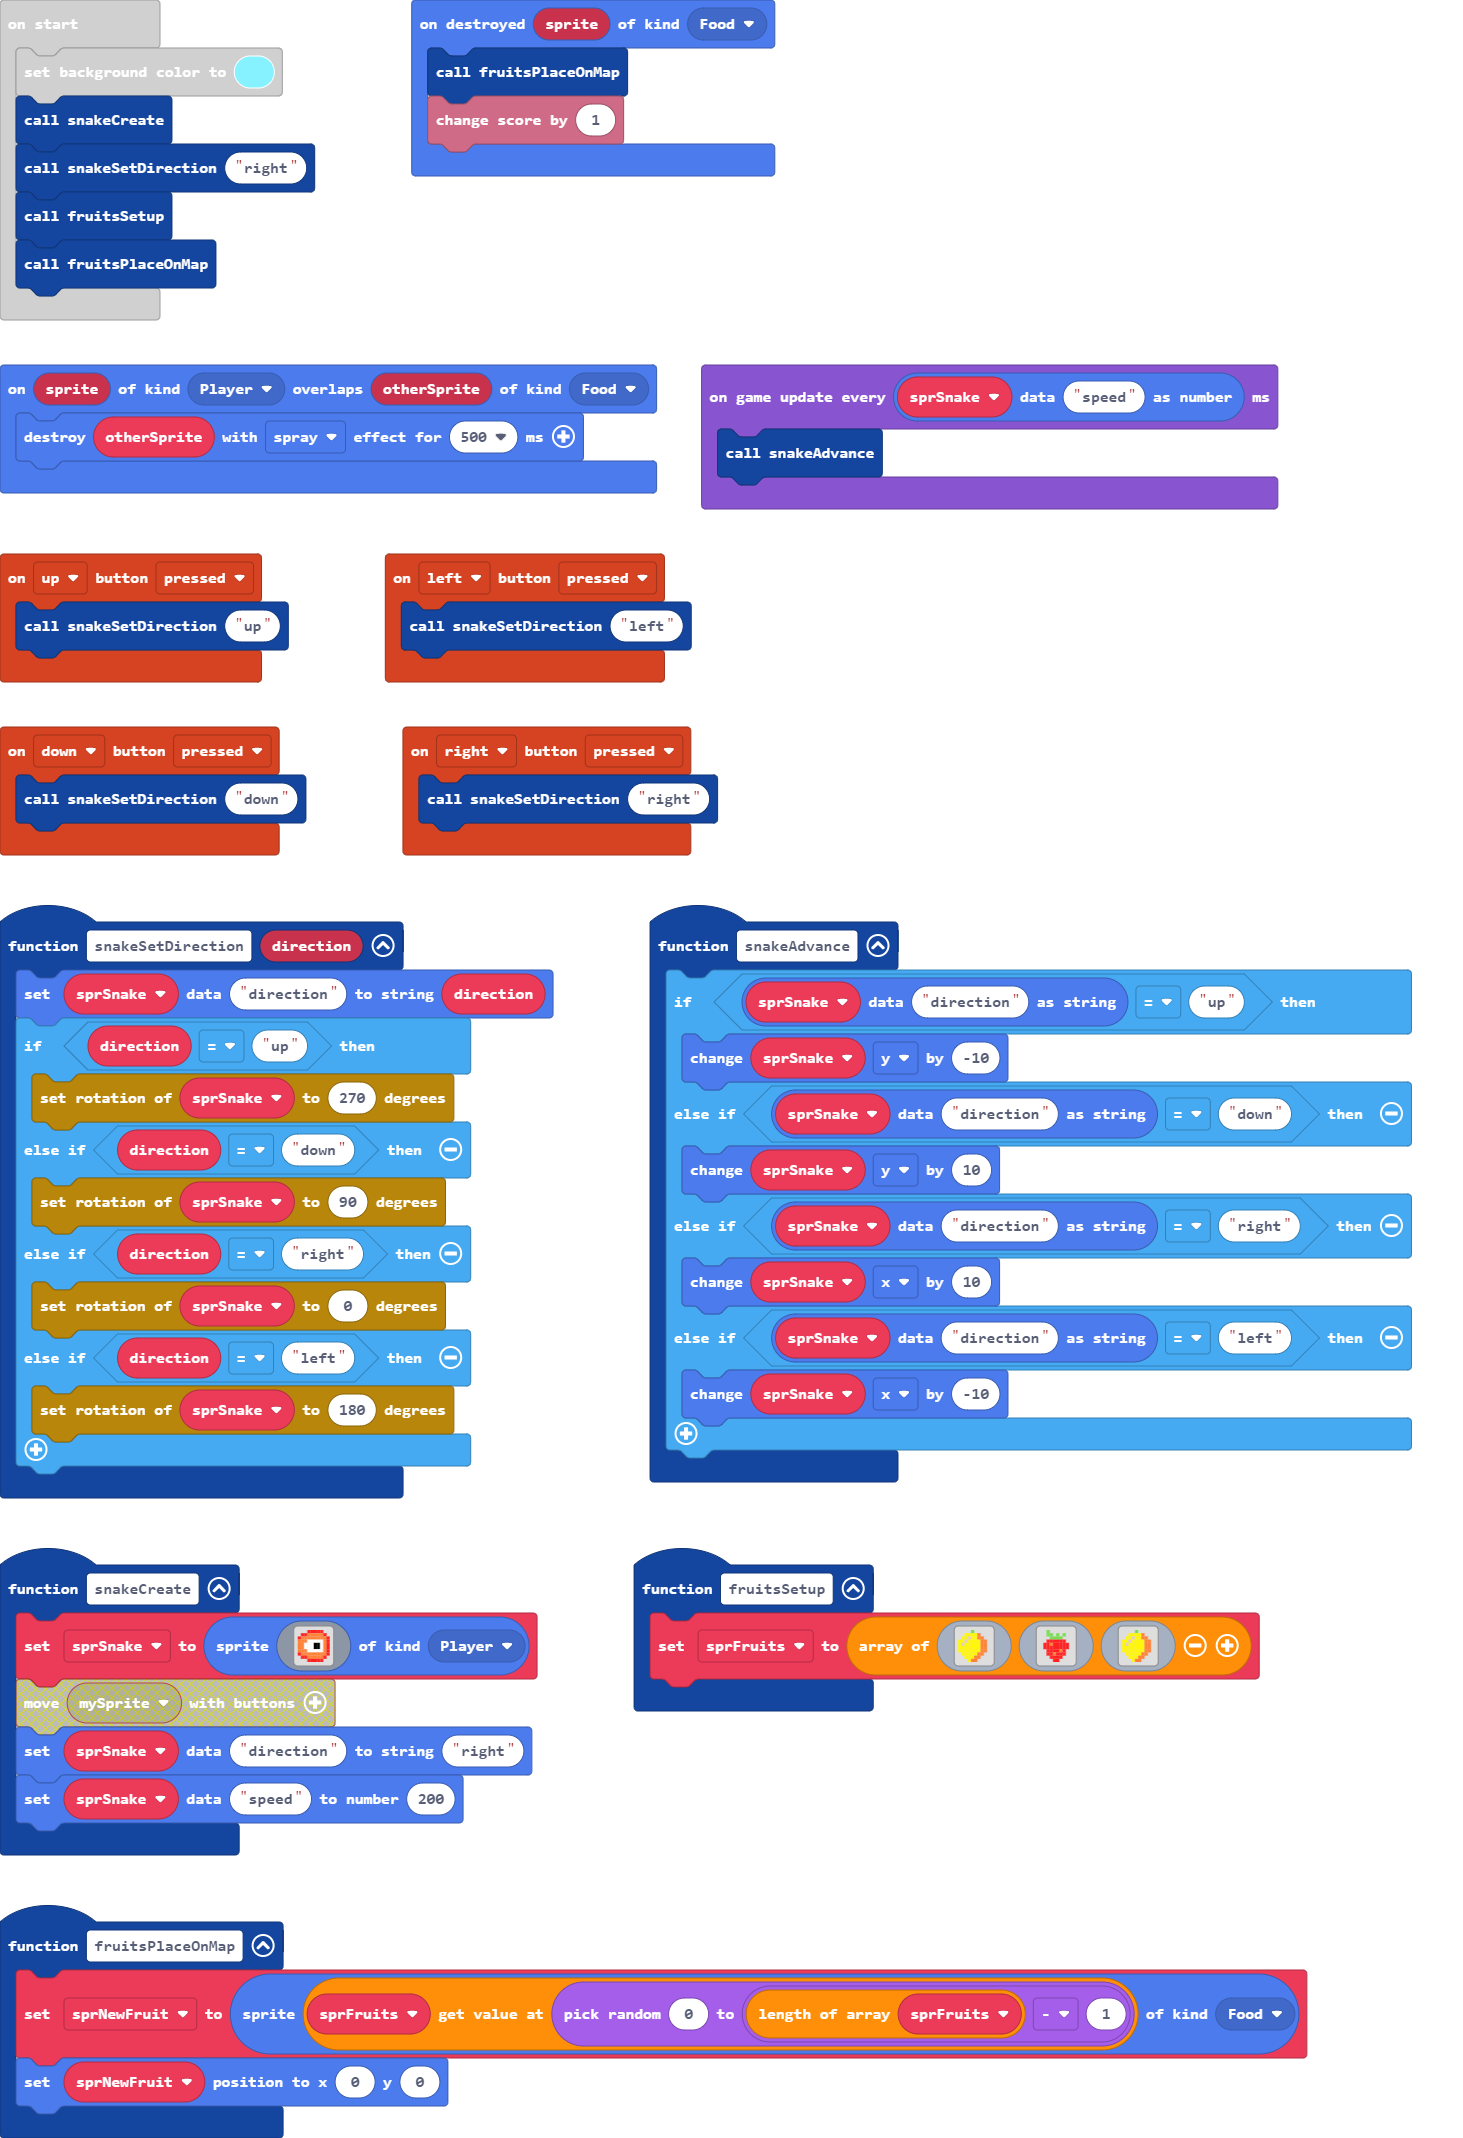 on start
set background color to
call snakeCreate
call snakeSetDirection "right"
call fruitsSetup
call fruitsPlaceOnMap
on destroyed sprite of kind Food
call fruitsPlaceOnMap
change score by 1
on sprite of kind Player overlaps otherSprite of kind Food
destroy otherSprite with spray effect for 500 ms
on game update every sprSnake data "speed" as number ms
call snakeAdvance
on up button pressed
call snakeSetDirection "up"
on left button pressed
call snakeSetDirection "left"
on down button pressed
call snakeSetDirection "down"
on right button pressed
call snakeSetDirection "right"
function snakeSetDirection direction
set sprSnake data "direction" to string direction
if direction = "up" then
set rotation of sprSnake to 270 degrees
else if direction = "down" then
set rotation of sprSnake to 90 degrees
else if direction = "right" then
set rotation of sprSnake to 0 degrees
else if direction = "left" then
set rotation of sprSnake to 180 degrees
function snakeAdvance
if sprSnake data "direction" as string = "up" then
change sprSnake y by -10
else if sprSnake data "direction" as string = "down" then
change sprSnake y by 10
else if sprSnake data "direction" as string = "right" then
change sprSnake x by 10
else if sprSnake data "direction" as string = "left" then
change sprSnake x by -10
function snakeCreate
set sprSnake to sprite of kind Player
move mySprite with buttons
set sprSnake data "direction" to string "right"
set sprSnake data "speed" to number 200
function fruitsSetup
set sprFruits to array of
function fruitsPlaceOnMap
set sprNewFruit to sprite sprFruits get value at pick random 0 to length of array sprFruits - 1 of kind Food
set sprNewFruit position to x 0 y 0